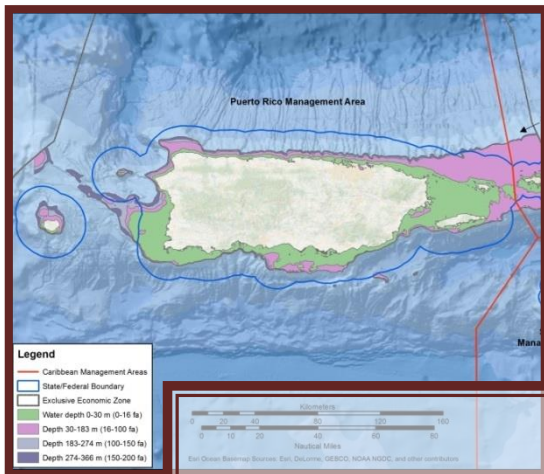 Puerto Rico Management Area
Mana
Legend
Caribbean Management Areas
State/Federal Boundary
Exclusive Economic Zone
Water depth 0-30 m (0-16 fa)
Depth 30-183 m (16-100 fa)
Depth 183-274 m (100-150 fa)
Depth 274-366 m (150-200 fa)
Kilometers
0 20 40 80 120 160
0 10 20 40 60 80
Nautical Miles
Esri Ocean Basemap Sources: Esri, DeLorme, GEBCO, NOAA NGDC, and other contributors